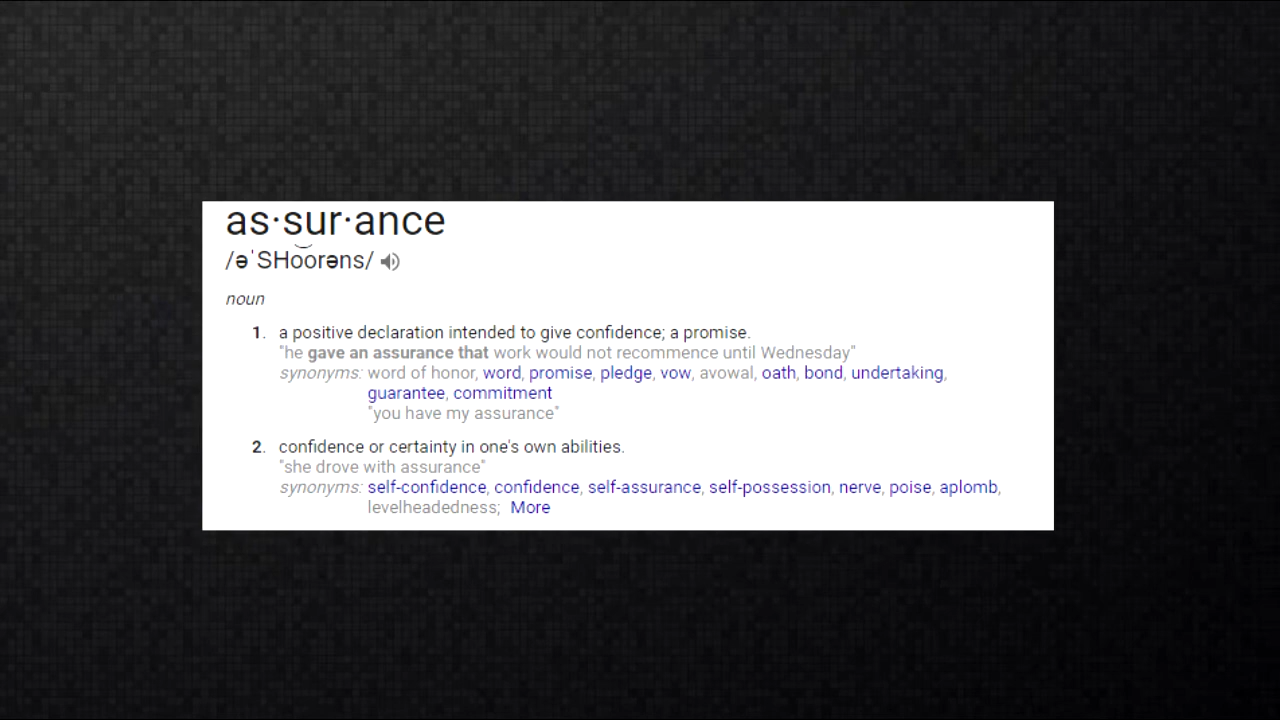 as·sur·ance
/əˈSHo͝orəns/
noun
1. a positive declaration intended to give confidence; a promise.
"he gave an assurance that work would not recommence until Wednesday"
synonyms: word of honor, word, promise, pledge, vow, avowal, oath, bond, undertaking,
guarantee, commitment
"you have my assurance"
2. confidence or certainty in one's own abilities.
"she drove with assurance"
synonyms: self-confidence, confidence, self-assurance, self-possession, nerve, poise, aplomb,
levelheadedness; More